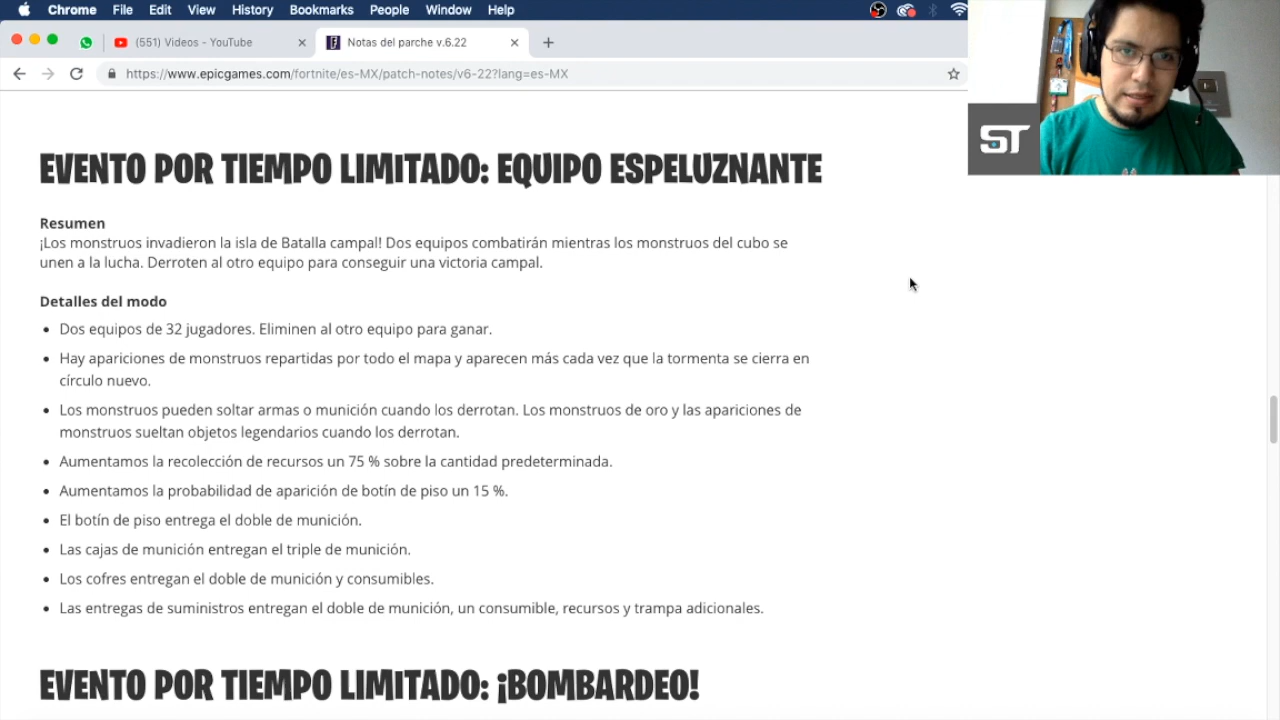 Chrome File Edit View History Bookmarks People Window Help
(551) Videos - YouTube
Notas del parche v.6.22
https://www.epicgames.com/fortnite/es-MX/patch-notes/v6-22?lang=es-MX
ST
EVENTO POR TIEMPO LIMITADO: EQUIPO ESPELUZNANTE
Resumen
¡Los monstruos invadieron la isla de Batalla campal! Dos equipos combatirán mientras los monstruos del cubo se
unen a la lucha. Derroten al otro equipo para conseguir una victoria campal.
Detalles del modo
• Dos equipos de 32 jugadores. Eliminen al otro equipo para ganar.
• Hay apariciones de monstruos repartidas por todo el mapa y aparecen más cada vez que la tormenta se cierra en
círculo nuevo.
• Los monstruos pueden soltar armas o munición cuando los derrotan. Los monstruos de oro y las apariciones de
monstruos sueltan objetos legendarios cuando los derrotan.
• Aumentamos la recolección de recursos un 75 % sobre la cantidad predeterminada.
• Aumentamos la probabilidad de aparición de botín de piso un 15 %.
• El botín de piso entrega el doble de munición.
• Las cajas de munición entregan el triple de munición.
• Los cofres entregan el doble de munición y consumibles.
• Las entregas de suministros entregan el doble de munición, un consumible, recursos y trampa adicionales.
EVENTO POR TIEMPO LIMITADO: ¡BOMBARDEO!